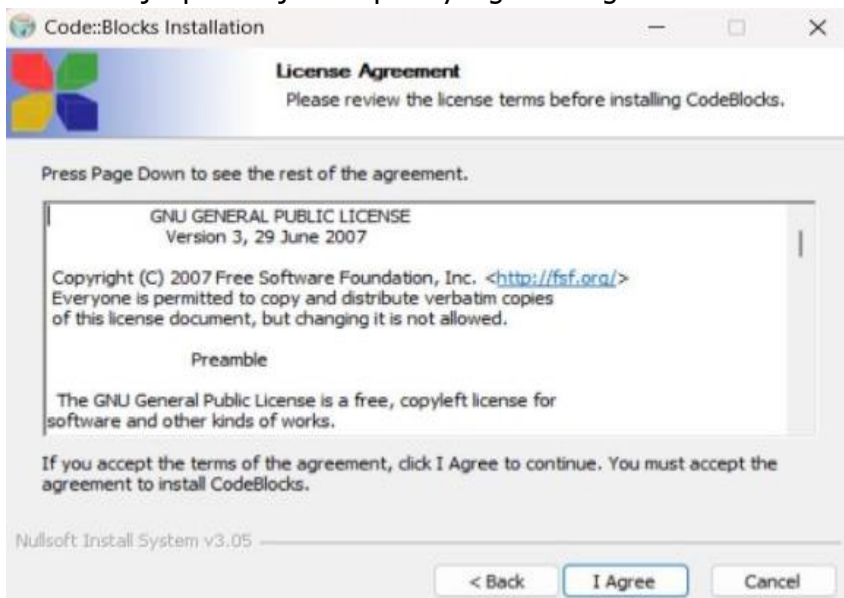 Code::Blocks Installation
License Agreement
Please review the license terms before installing CodeBlocks.
Press Page Down to see the rest of the agreement.
GNU GENERAL PUBLIC LICENSE
Version 3, 29 June 2007
Copyright (C) 2007 Free Software Foundation, Inc. <http://fsf.org/>
Everyone is permitted to copy and distribute verbatim copies
of this license document, but changing it is not allowed.
Preamble
The GNU General Public License is a free, copyleft license for
software and other kinds of works.
If you accept the terms of the agreement, click I Agree to continue. You must accept the
agreement to install CodeBlocks.
Nullsoft Install System v3.05
< Back I Agree Cancel